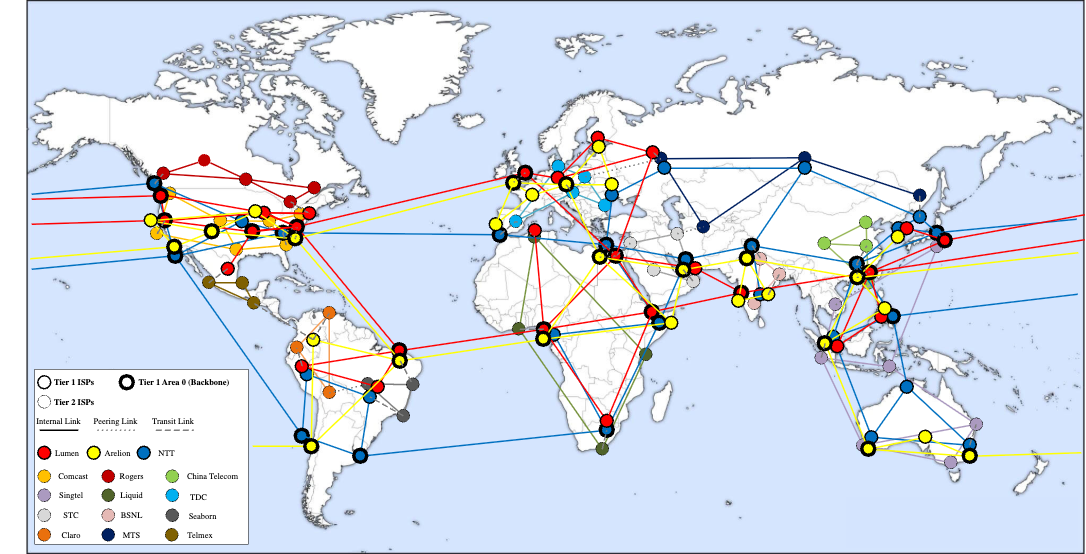 Tier 1 ISPs Tier 1 Area 0 (Backbone)
Tier 2 ISPs
Internal Link Peering Link Transit Link
Lumen Arelion NTT
Comcast Rogers China Telecom
Singtel Liquid TDC
STC BSNL Seaborn
Claro MTS Telmex